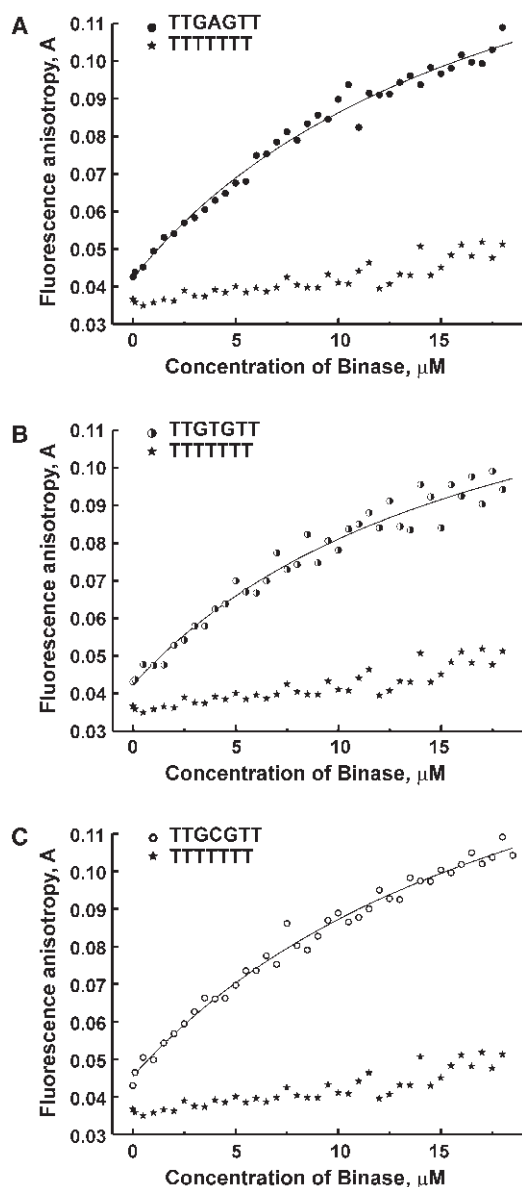 A
TTGAGTT
TTTTTTT
0.11
0.10
0.09
0.08
0.07
0.06
0.05
0.04
0.03
Fluorescence anisotropy, A
0 5 10 15
Concentration of Binase, μM
B
TTGTGTT
TTTTTTT
0.11
0.10
0.09
0.08
0.07
0.06
0.05
0.04
0.03
Fluorescence anisotropy, A
0 5 10 15
Concentration of Binase, μM
C
TTGCGTT
TTTTTTT
0.11
0.10
0.09
0.08
0.07
0.06
0.05
0.04
0.03
Fluorescence anisotropy, A
0 5 10 15
Concentration of Binase, μM